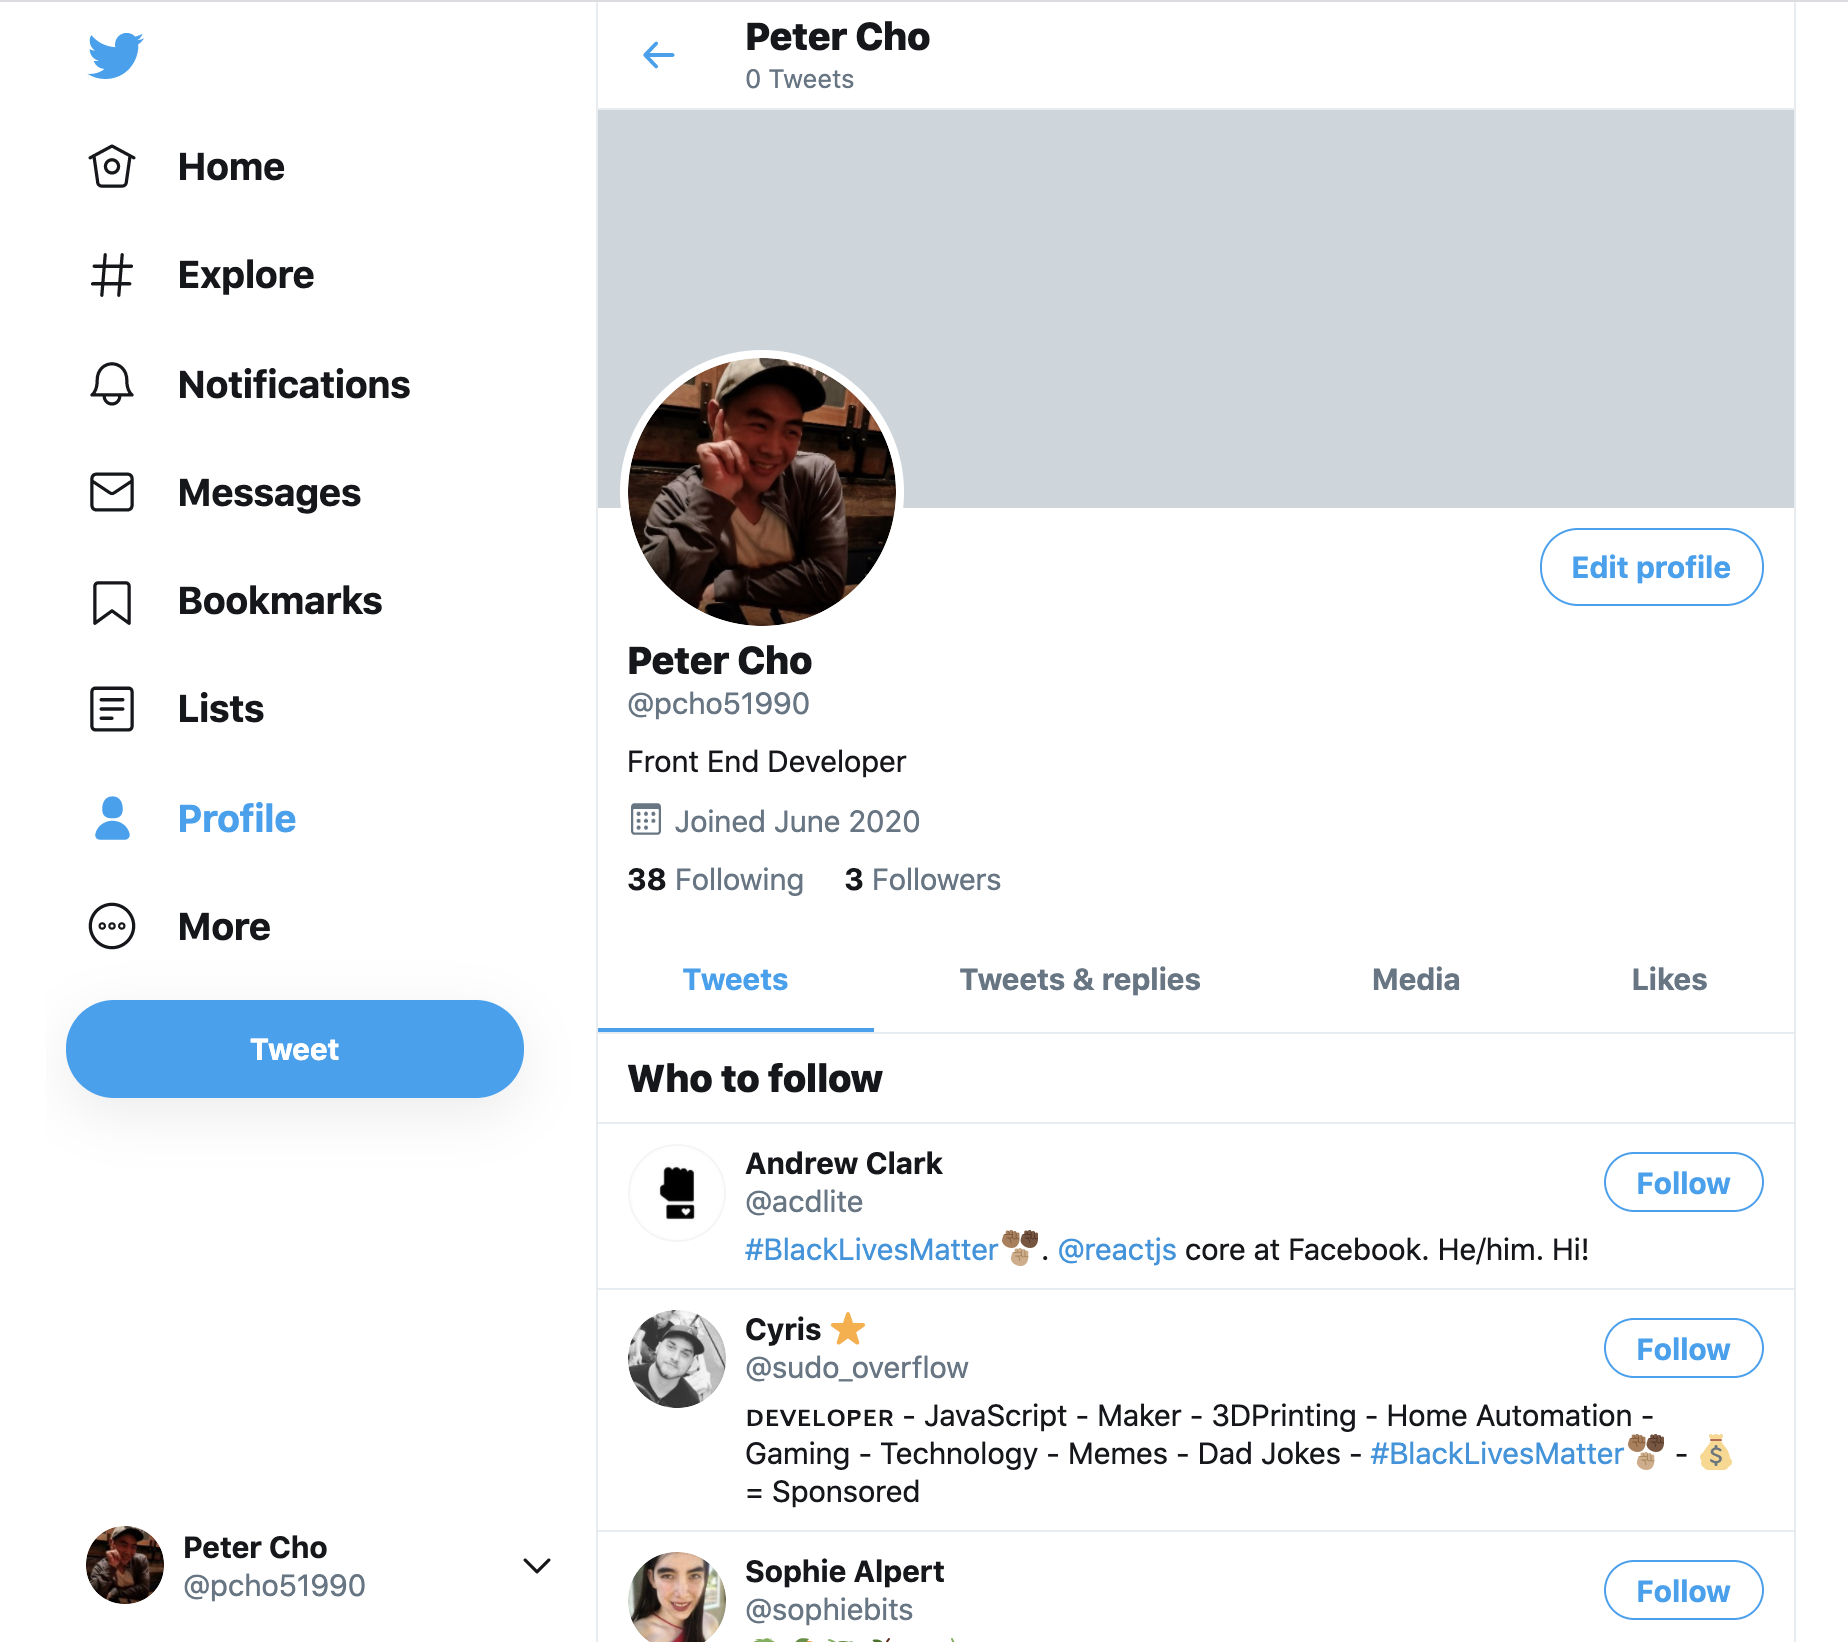 Peter Cho
0 Tweets
Home
Explore
Notifications
Messages
Bookmarks
Lists
Profile
More
Tweet
Peter Cho
@pcho51990
Edit profile
Peter Cho
@pcho51990
Front End Developer
Joined June 2020
38 Following 3 Followers
Tweets Tweets & replies Media Likes
Who to follow
Andrew Clark
@acdlite
Follow
#BlackLivesMatter✊🏾✊🏿✊🏽. @reactjs core at Facebook. He/him. Hi!
Cyris ⭐
@sudo_overflow
Follow
ᴅᴇᴠᴇʟᴏᴘᴇʀ - JavaScript - Maker - 3DPrinting - Home Automation -
Gaming - Technology - Memes - Dad Jokes - #BlackLivesMatter✊🏾✊🏿✊🏽 - 💰
= Sponsored
Sophie Alpert
@sophiebits
Follow